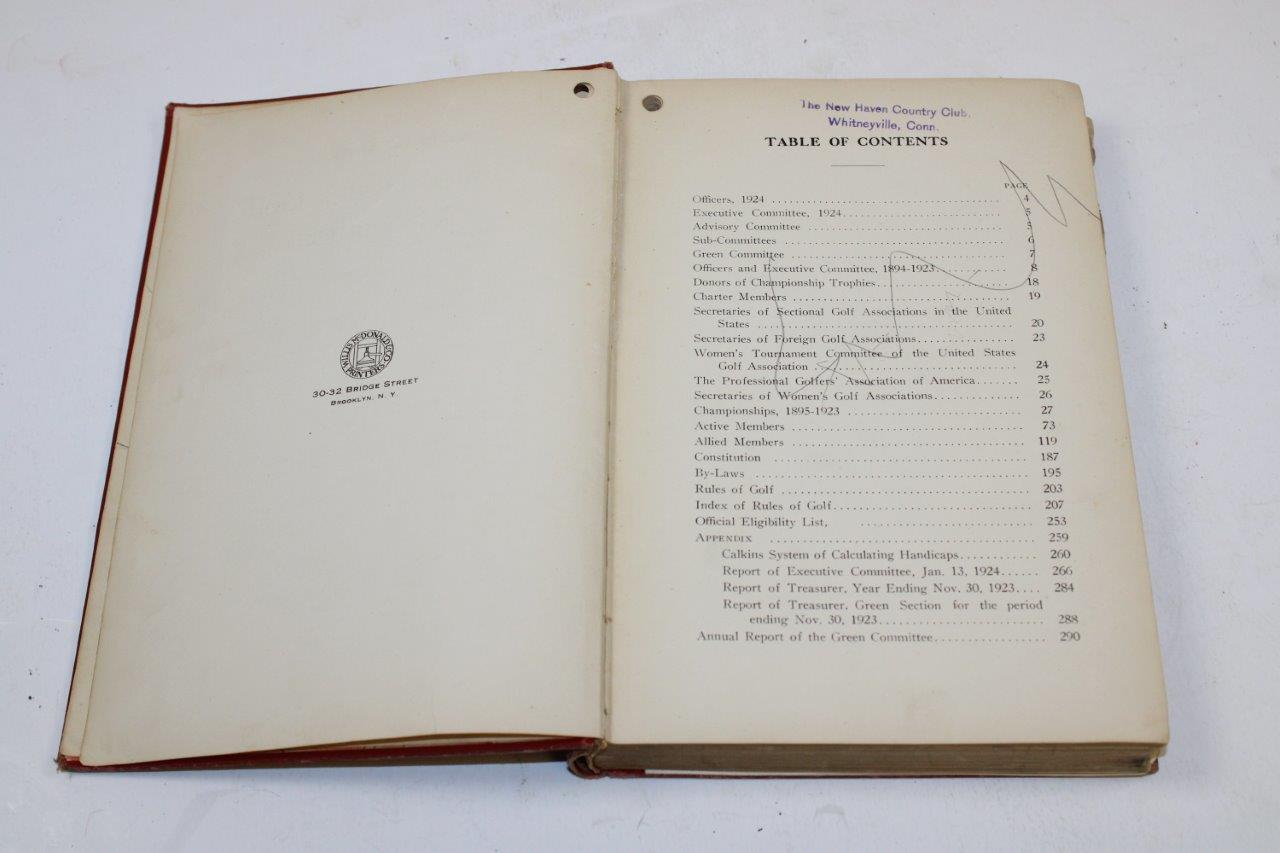 WILLIS McDONALD & CO.
PRINTERS
30-32 BRIDGE STREET
BROOKLYN, N. Y
The New Haven Country Club,
Whitneyville, Conn.
TABLE OF CONTENTS
PAGE
Officers, 1924 ........................................ 4
Executive Committee, 1924........................... 5
Advisory Committee .................................. 5
Sub-Committees ...................................... 6
Green Committee ..................................... 7
Officers and Executive Committee, 1894-1923............ 8
Donors of Championship Trophies....................... 18
Charter Members ..................................... 19
Secretaries of Sectional Golf Associations in the United
States ........................................... 20
Secretaries of Foreign Golf Associations................ 23
Women's Tournament Committee of the United States
Golf Association .................................. 24
The Professional Golfers' Association of America....... 25
Secretaries of Women's Golf Associations............... 26
Championships, 1895-1923 .............................. 27
Active Members ...................................... 73
Allied Members ...................................... 119
Constitution ........................................ 187
By-Laws ............................................. 195
Rules of Golf ....................................... 203
Index of Rules of Golf................................ 207
Official Eligibility List, ............................ 253
APPENDIX ............................................ 259
Calkins System of Calculating Handicaps............ 260
Report of Executive Committee, Jan. 13, 1924...... 266
Report of Treasurer, Year Ending Nov. 30, 1923.... 284
Report of Treasurer, Green Section for the period
ending Nov. 30, 1923........................... 288
Annual Report of the Green Committee................... 290